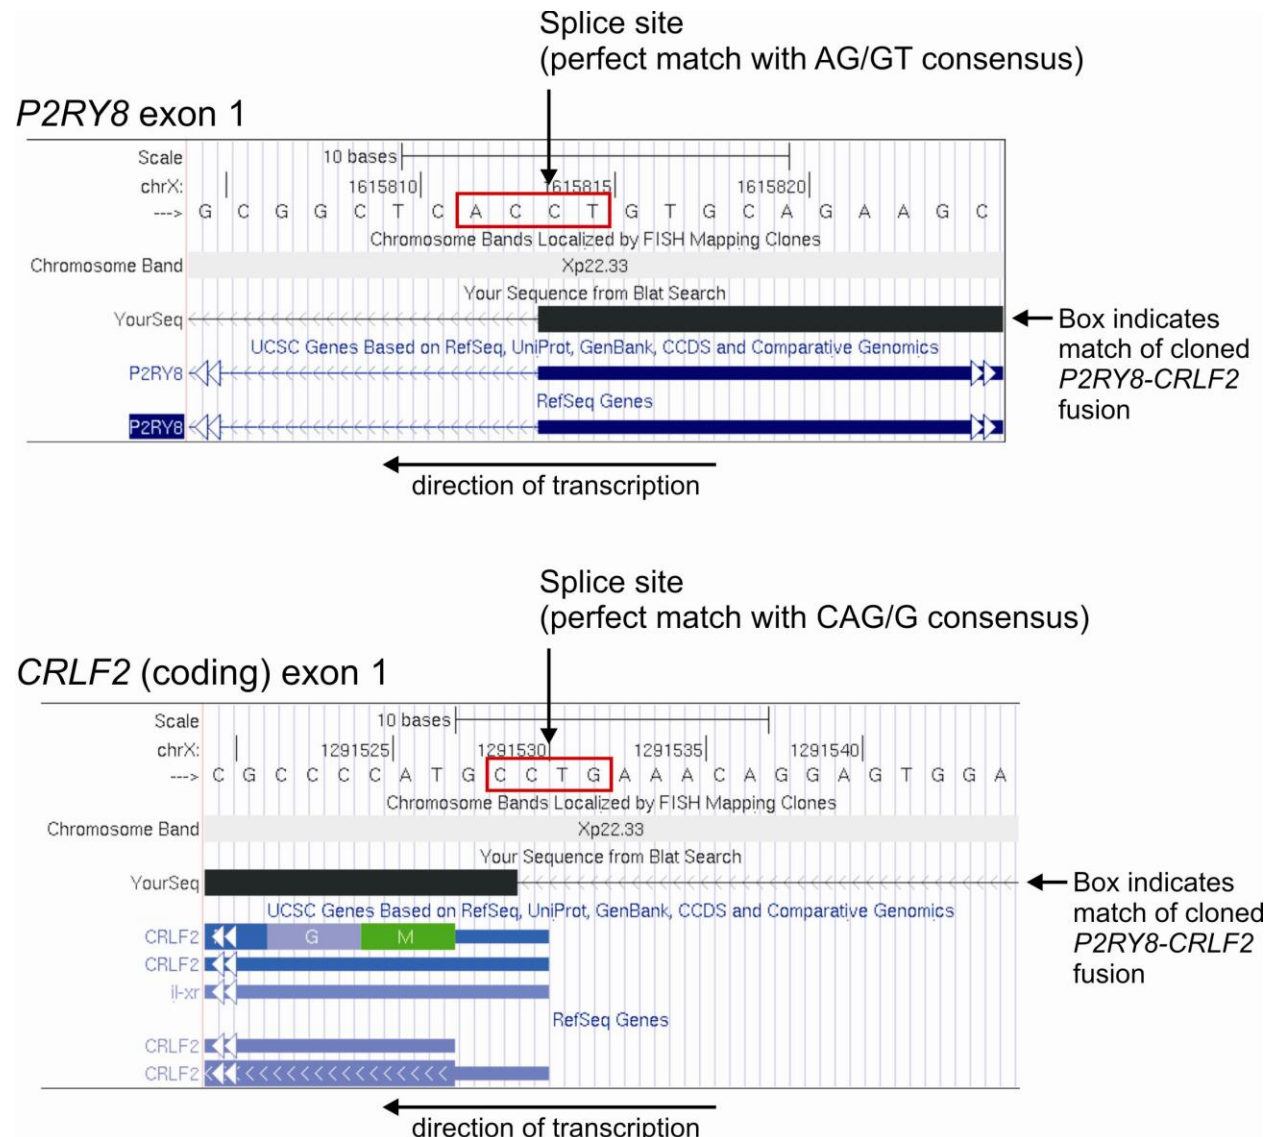 Splice site
(perfect match with AG/GT consensus)
P2RY8 exon 1
Scale 10 bases
chrX: 1615810 1615815 1615820
---> G C G G C T C A C C T G T G C A G A A G C
Chromosome Bands Localized by FISH Mapping Clones
Chromosome Band Xp22.33
Your Sequence from Blat Search
YourSeq
Box indicates
match of cloned
P2RY8-CRLF2
fusion
UCSC Genes Based on RefSeq, UniProt, GenBank, CCDS and Comparative Genomics
P2RY8
RefSeq Genes
P2RY8
direction of transcription
Splice site
(perfect match with CAG/G consensus)
CRLF2 (coding) exon 1
Scale 10 bases
chrX: 1291525 1291530 1291535 1291540
---> C G C C C C A T G C C T G A A A C A G G A G T G G A
Chromosome Bands Localized by FISH Mapping Clones
Chromosome Band Xp22.33
Your Sequence from Blat Search
YourSeq
Box indicates
match of cloned
P2RY8-CRLF2
fusion
UCSC Genes Based on RefSeq, UniProt, GenBank, CCDS and Comparative Genomics
CRLF2 G M
CRLF2
il-xr
RefSeq Genes
CRLF2
CRLF2
direction of transcription